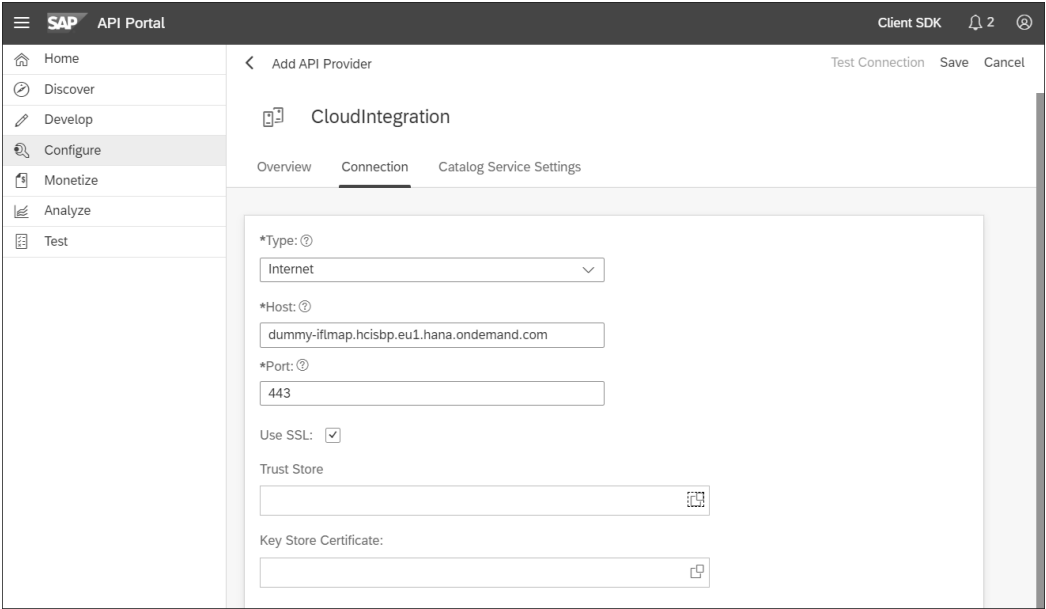 SAP API Portal Client SDK 2
Home
Discover
Develop
Configure
Monetize
Analyze
Test
Add API Provider Test Connection Save Cancel
CloudIntegration
Overview Connection Catalog Service Settings
*Type:
Internet
*Host:
dummy-iflmap.hcisbp.eu1.hana.ondemand.com
*Port:
443
Use SSL:
Trust Store
Key Store Certificate: